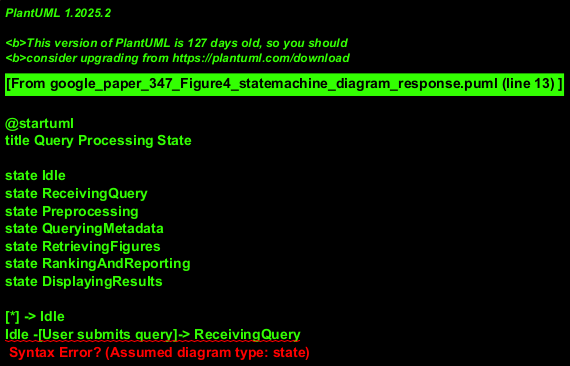 PlantUML 1.2025.2
<b>This version of PlantUML is 127 days old, so you should
<b>consider upgrading from https://plantuml.com/download
[From google_paper_347_Figure4_statemachine_diagram_response.puml (line 13) ]
@startuml
title Query Processing State
state Idle
state ReceivingQuery
state Preprocessing
state QueryingMetadata
state RetrievingFigures
state RankingAndReporting
state DisplayingResults
[*] -> Idle
Idle -[User submits query]-> ReceivingQuery
Syntax Error? (Assumed diagram type: state)